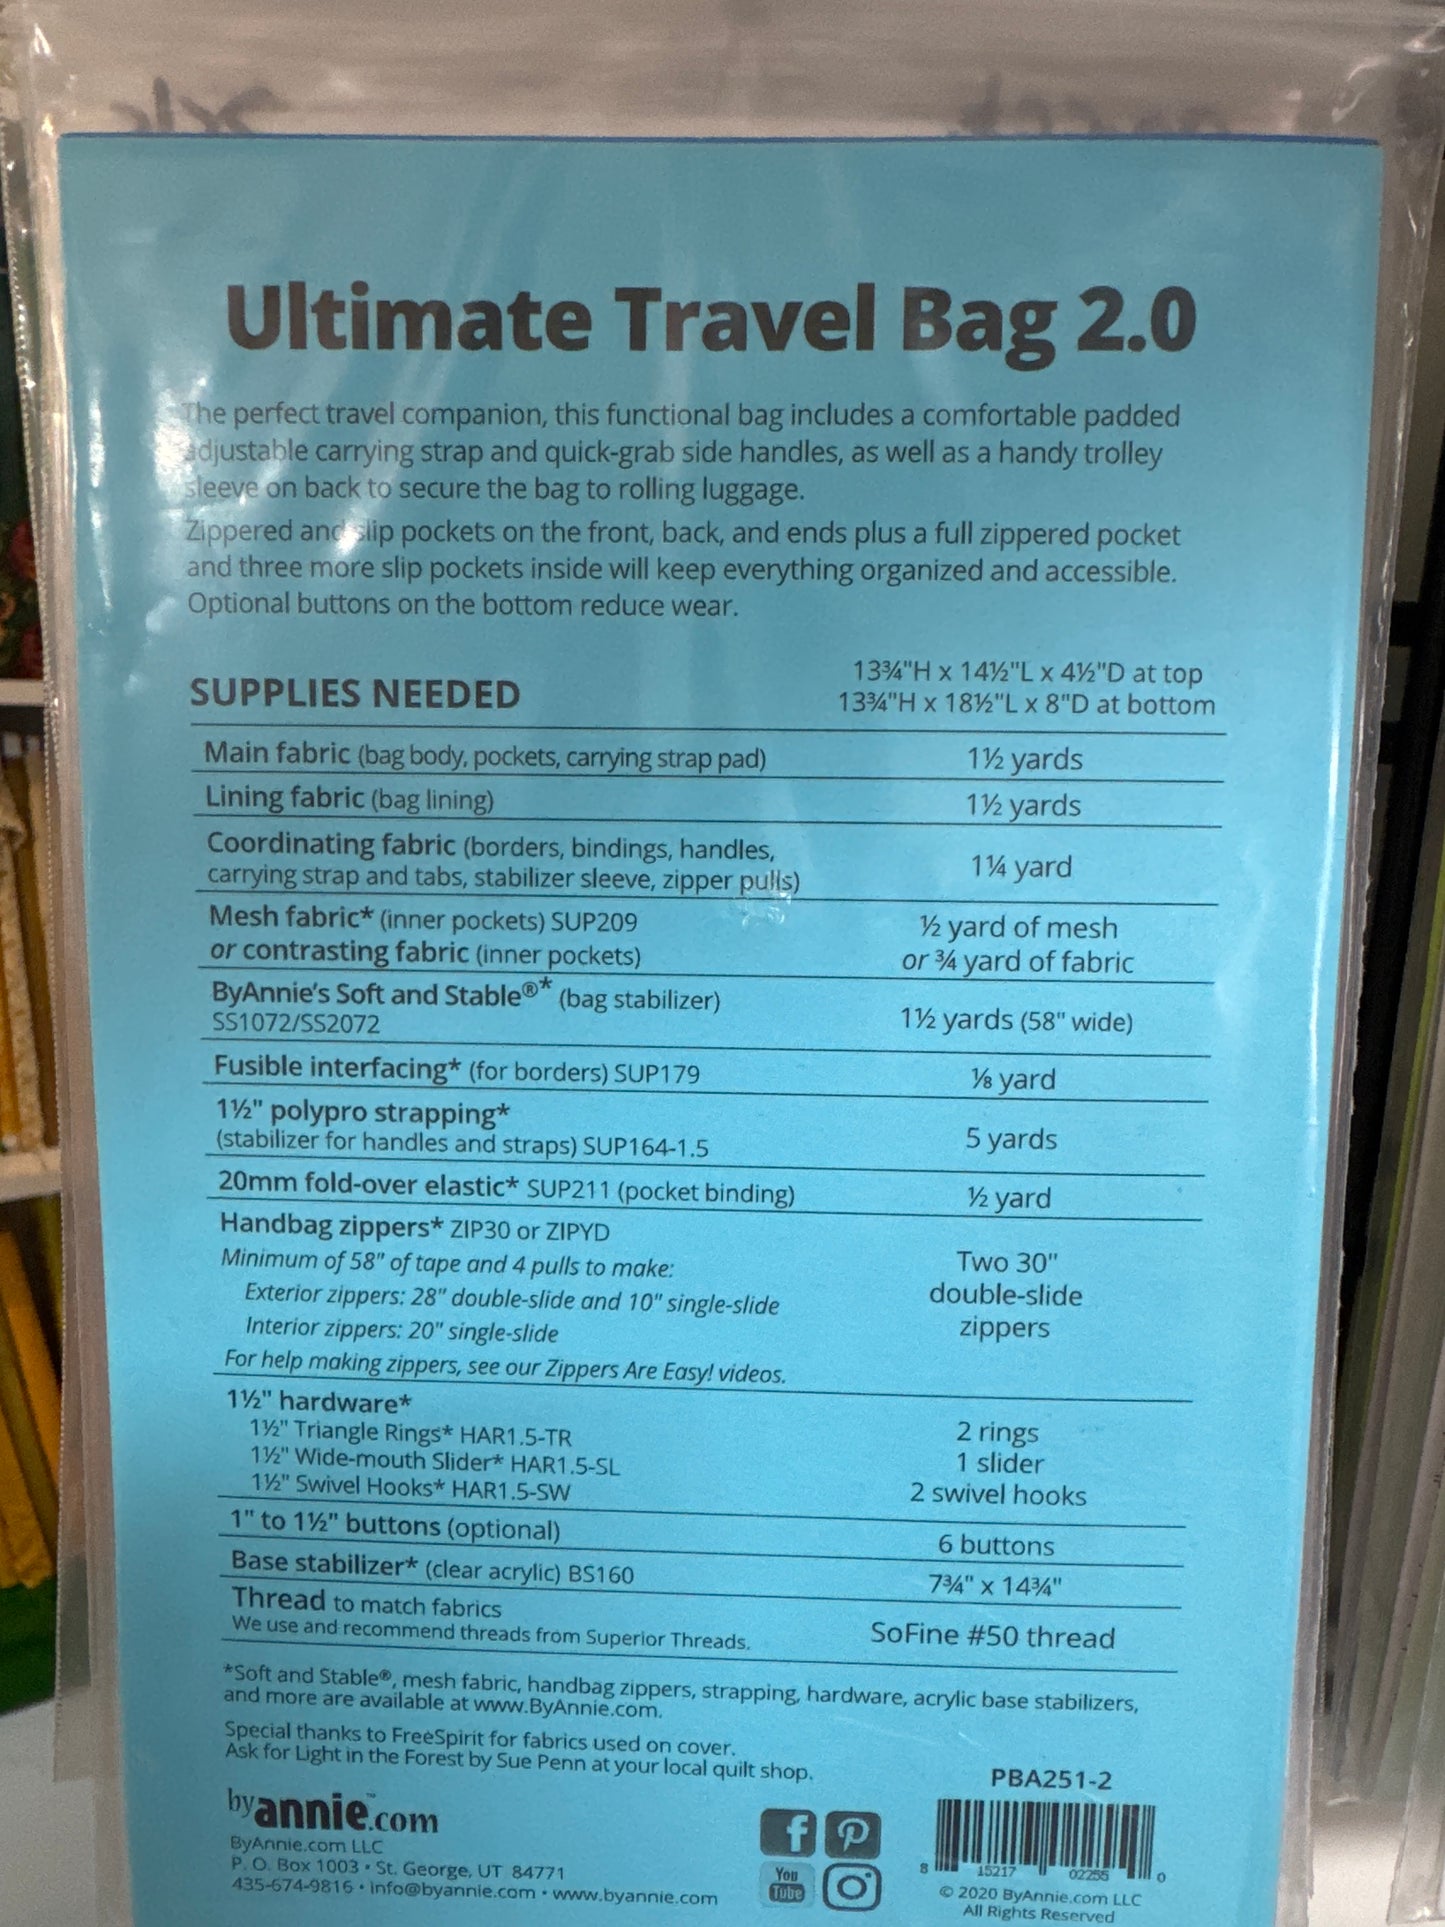 Ultimate Travel Bag 2.0
The perfect travel companion, this functional bag includes a comfortable padded
adjustable carrying strap and quick-grab side handles, as well as a handy trolley
sleeve on back to secure the bag to rolling luggage.
Zippered and slip pockets on the front, back, and ends plus a full zippered pocket
and three more slip pockets inside will keep everything organized and accessible.
Optional buttons on the bottom reduce wear.
SUPPLIES NEEDED
13¾"H x 14½"L x 4½"D at top
13¾"H x 18½"L x 8"D at bottom
Main fabric (bag body, pockets, carrying strap pad) 1½ yards
Lining fabric (bag lining) 1½ yards
Coordinating fabric (borders, bindings, handles,
carrying strap and tabs, stabilizer sleeve, zipper pulls)
1¼ yard
Mesh fabric* (inner pockets) SUP209 ½ yard of mesh
or contrasting fabric (inner pockets) or ¾ yard of fabric
ByAnnie's Soft and Stable®* (bag stabilizer)
SS1072/SS2072
1½ yards (58" wide)
Fusible interfacing* (for borders) SUP179 ⅛ yard
1½" polypro strapping*
(stabilizer for handles and straps) SUP164-1.5
5 yards
20mm fold-over elastic* SUP211 (pocket binding) ½ yard
Handbag zippers* ZIP30 or ZIPYD
Minimum of 58" of tape and 4 pulls to make:
Exterior zippers: 28" double-slide and 10" single-slide
Interior zippers: 20" single-slide
For help making zippers, see our Zippers Are Easy! videos.
Two 30"
double-slide
zippers
1½" hardware*
1½" Triangle Rings* HAR1.5-TR 2 rings
1½" Wide-mouth Slider* HAR1.5-SL 1 slider
1½" Swivel Hooks* HAR1.5-SW 2 swivel hooks
1" to 1½" buttons (optional) 6 buttons
Base stabilizer* (clear acrylic) BS160 7¾" x 14¾"
Thread to match fabrics
We use and recommend threads from Superior Threads.
SoFine #50 thread
*Soft and Stable®, mesh fabric, handbag zippers, strapping, hardware, acrylic base stabilizers,
and more are available at www.ByAnnie.com.
Special thanks to FreeSpirit for fabrics used on cover.
Ask for Light in the Forest by Sue Penn at your local quilt shop.
byannie.com™
ByAnnie.com LLC
P. O. Box 1003 • St. George, UT 84771
435-674-9816 • info@byannie.com • www.byannie.com
You
Tube
PBA251-2
8 15217 02255 0
© 2020 ByAnnie.com LLC
All Rights Reserved